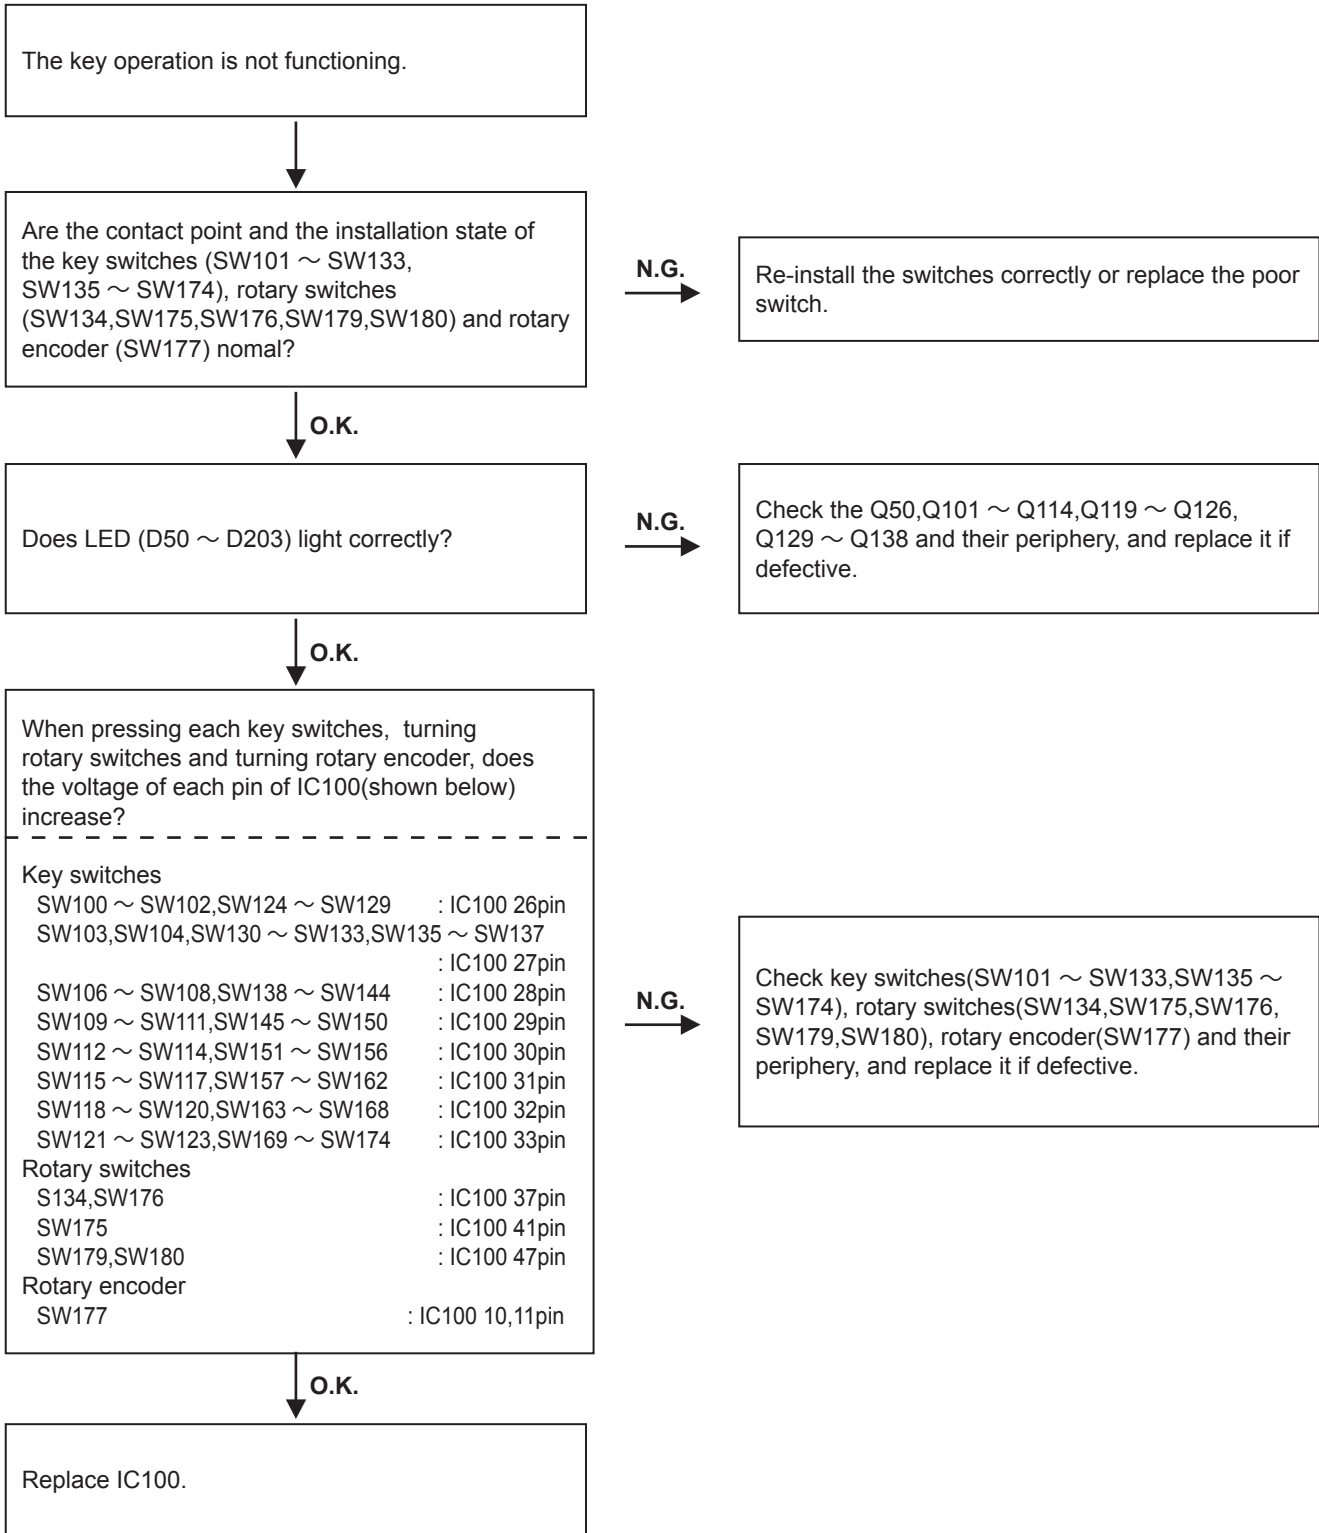 The key operation is not functioning.
Are the contact point and the installation state of
the key switches (SW101 ～ SW133,
SW135 ～ SW174), rotary switches
(SW134,SW175,SW176,SW179,SW180) and rotary
encoder (SW177) nomal?
N.G.
Re-install the switches correctly or replace the poor
switch.
O.K.
Does LED (D50 ～ D203) light correctly?
N.G.
Check the Q50,Q101 ～ Q114,Q119 ～ Q126,
Q129 ～ Q138 and their periphery, and replace it if
defective.
O.K.
When pressing each key switches,  turning
rotary switches and turning rotary encoder, does
the voltage of each pin of IC100(shown below)
increase?
Key switches
SW100 ～ SW102,SW124 ～ SW129 : IC100 26pin
SW103,SW104,SW130 ～ SW133,SW135 ～ SW137
: IC100 27pin
SW106 ～ SW108,SW138 ～ SW144 : IC100 28pin
SW109 ～ SW111,SW145 ～ SW150 : IC100 29pin
SW112 ～ SW114,SW151 ～ SW156 : IC100 30pin
SW115 ～ SW117,SW157 ～ SW162 : IC100 31pin
SW118 ～ SW120,SW163 ～ SW168 : IC100 32pin
SW121 ～ SW123,SW169 ～ SW174 : IC100 33pin
Rotary switches
S134,SW176 : IC100 37pin
SW175 : IC100 41pin
SW179,SW180 : IC100 47pin
Rotary encoder
SW177 : IC100 10,11pin
N.G.
Check key switches(SW101 ～ SW133,SW135 ～
SW174), rotary switches(SW134,SW175,SW176,
SW179,SW180), rotary encoder(SW177) and their
periphery, and replace it if defective.
O.K.
Replace IC100.